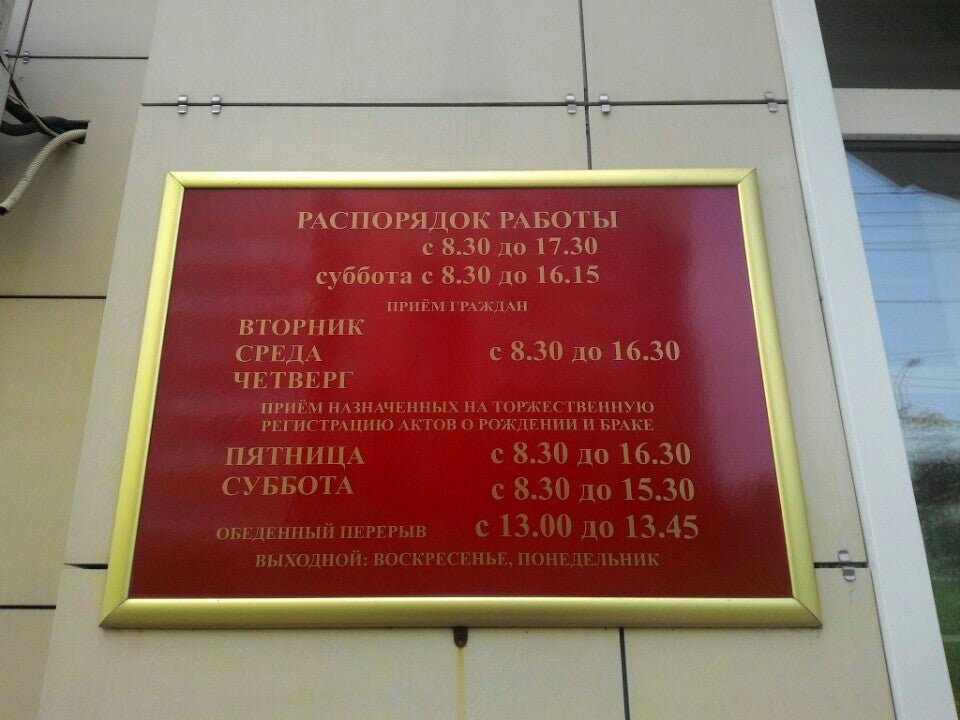 РАСПОРЯДОК РАБОТЫ
с 8.30 до 17.30
суббота с 8.30 до 16.15
ПРИЁМ ГРАЖДАН
ВТОРНИК
СРЕДА с 8.30 до 16.30
ЧЕТВЕРГ
ПРИЁМ НАЗНАЧЕННЫХ НА ТОРЖЕСТВЕННУЮ
РЕГИСТРАЦИЮ АКТОВ О РОЖДЕНИИ И БРАКЕ
ПЯТНИЦА с 8.30 до 16.30
СУББОТА с 8.30 до 15.30
ОБЕДЕННЫЙ ПЕРЕРЫВ с 13.00 до 13.45
ВЫХОДНОЙ: ВОСКРЕСЕНЬЕ, ПОНЕДЕЛЬНИК